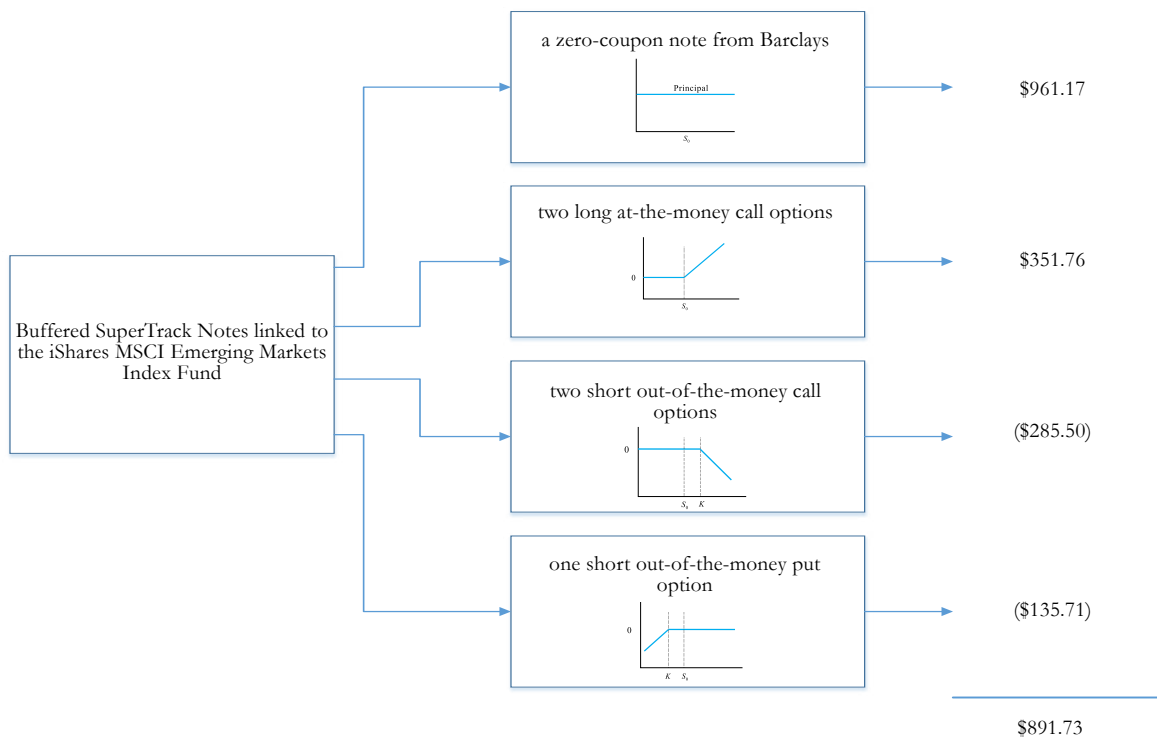 a zero-coupon note from Barclays
Principal
S₀
$961.17
two long at-the-money call options
0
S₀
$351.76
Buffered SuperTrack Notes linked to
the iShares MSCI Emerging Markets
Index Fund
two short out-of-the-money call
options
0
S₀ K
($285.50)
one short out-of-the-money put
option
0
K S₀
($135.71)
$891.73